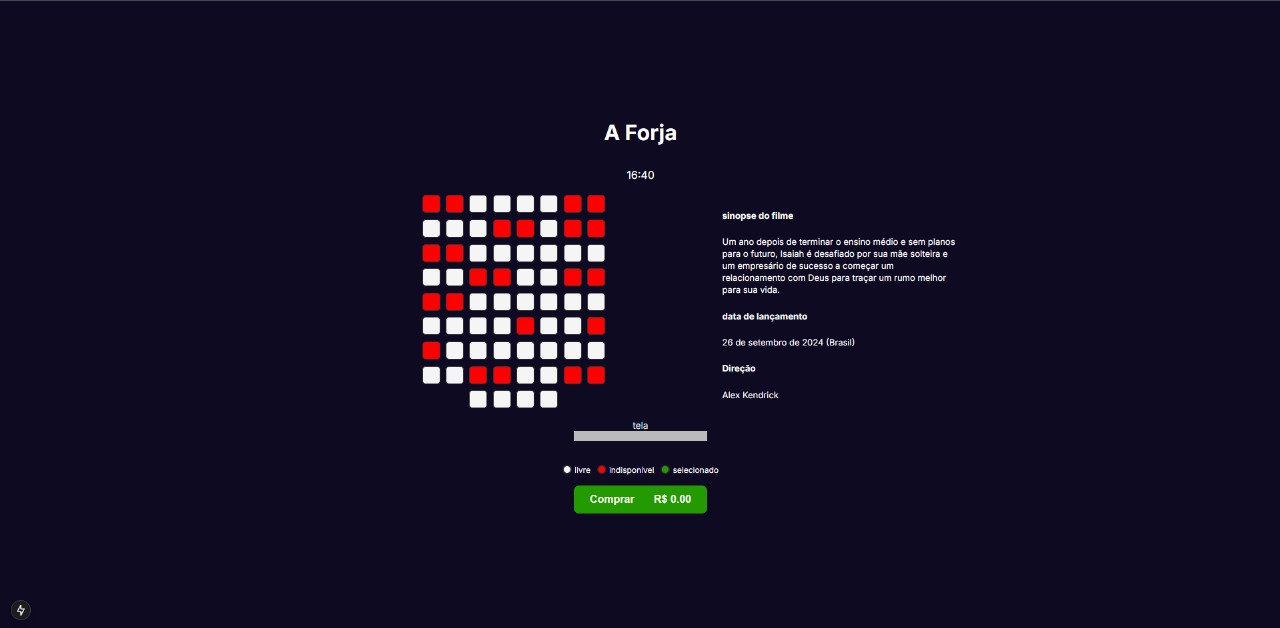 A Forja
16:40
sinopse do filme
Um ano depois de terminar o ensino médio e sem planos
para o futuro, Isaiah é desafiado por sua mãe solteira e
um empresário de sucesso a começar um
relacionamento com Deus para traçar um rumo melhor
para sua vida.
data de lançamento
26 de setembro de 2024 (Brasil)
Direção
Alex Kendrick
tela
livre indisponível selecionado
Comprar R$ 0.00